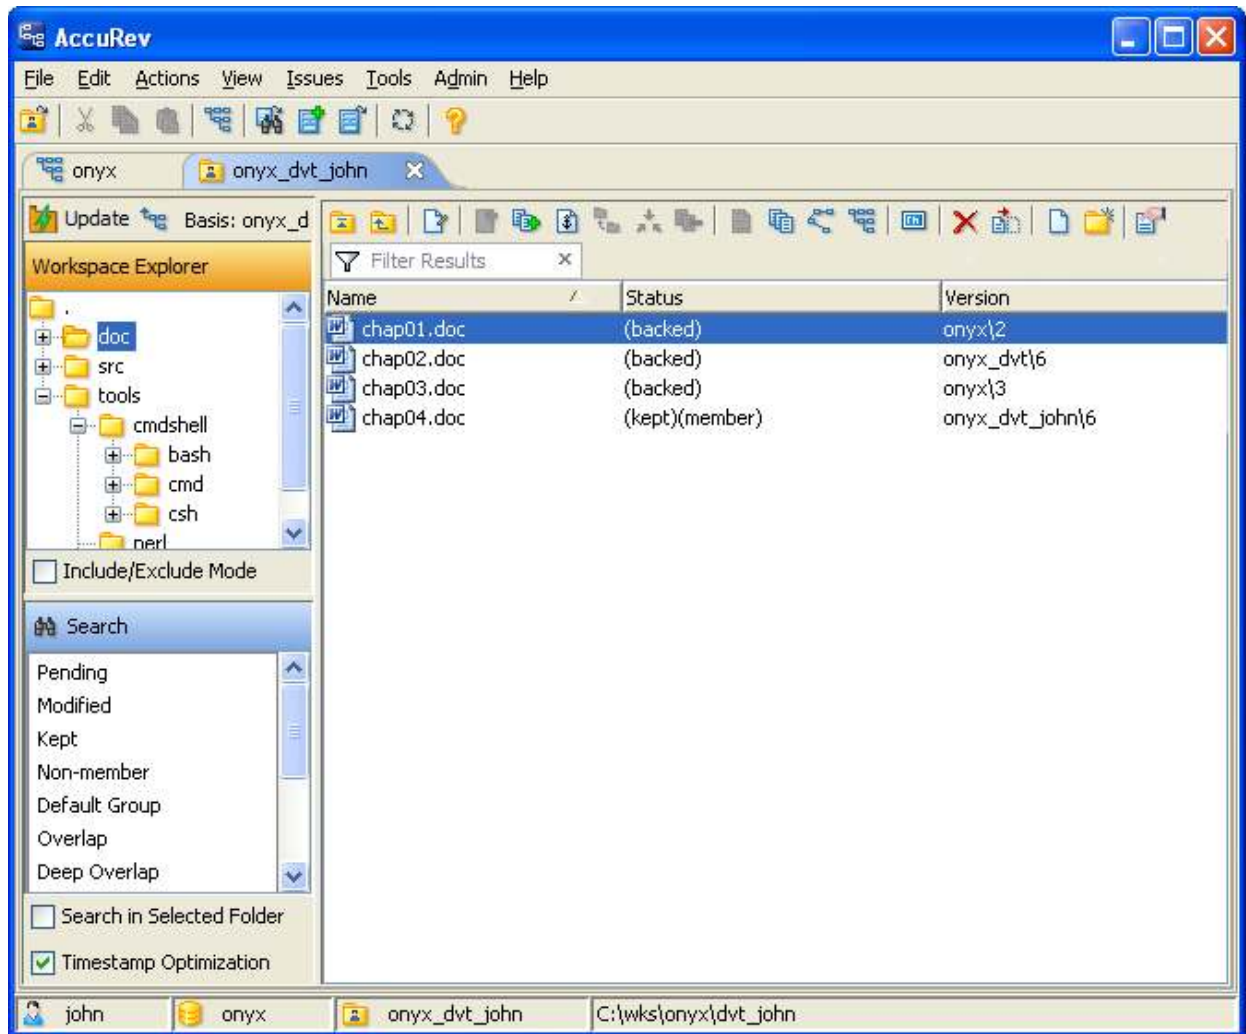 AccuRev
File Edit Actions View Issues Tools Admin Help
onyx onyx_dvt_john
Update Basis: onyx_d
Workspace Explorer
.
doc
src
tools
cmdshell
bash
cmd
csh
perl
Include/Exclude Mode
Search
Pending
Modified
Kept
Non-member
Default Group
Overlap
Deep Overlap
Search in Selected Folder
Timestamp Optimization
Filter Results
Name Status Version
chap01.doc (backed) onyx\2
chap02.doc (backed) onyx_dvt\6
chap03.doc (backed) onyx\3
chap04.doc (kept)(member) onyx_dvt_john\6
john onyx onyx_dvt_john C:\wks\onyx\dvt_john